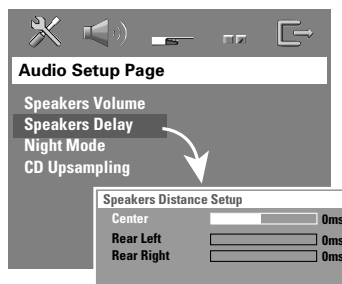 Audio Setup Page
Speakers Volume
Speakers Delay
Night Mode
CD Upsampling
Speakers Distance Setup
Center 0ms
Rear Left 0ms
Rear Right 0ms